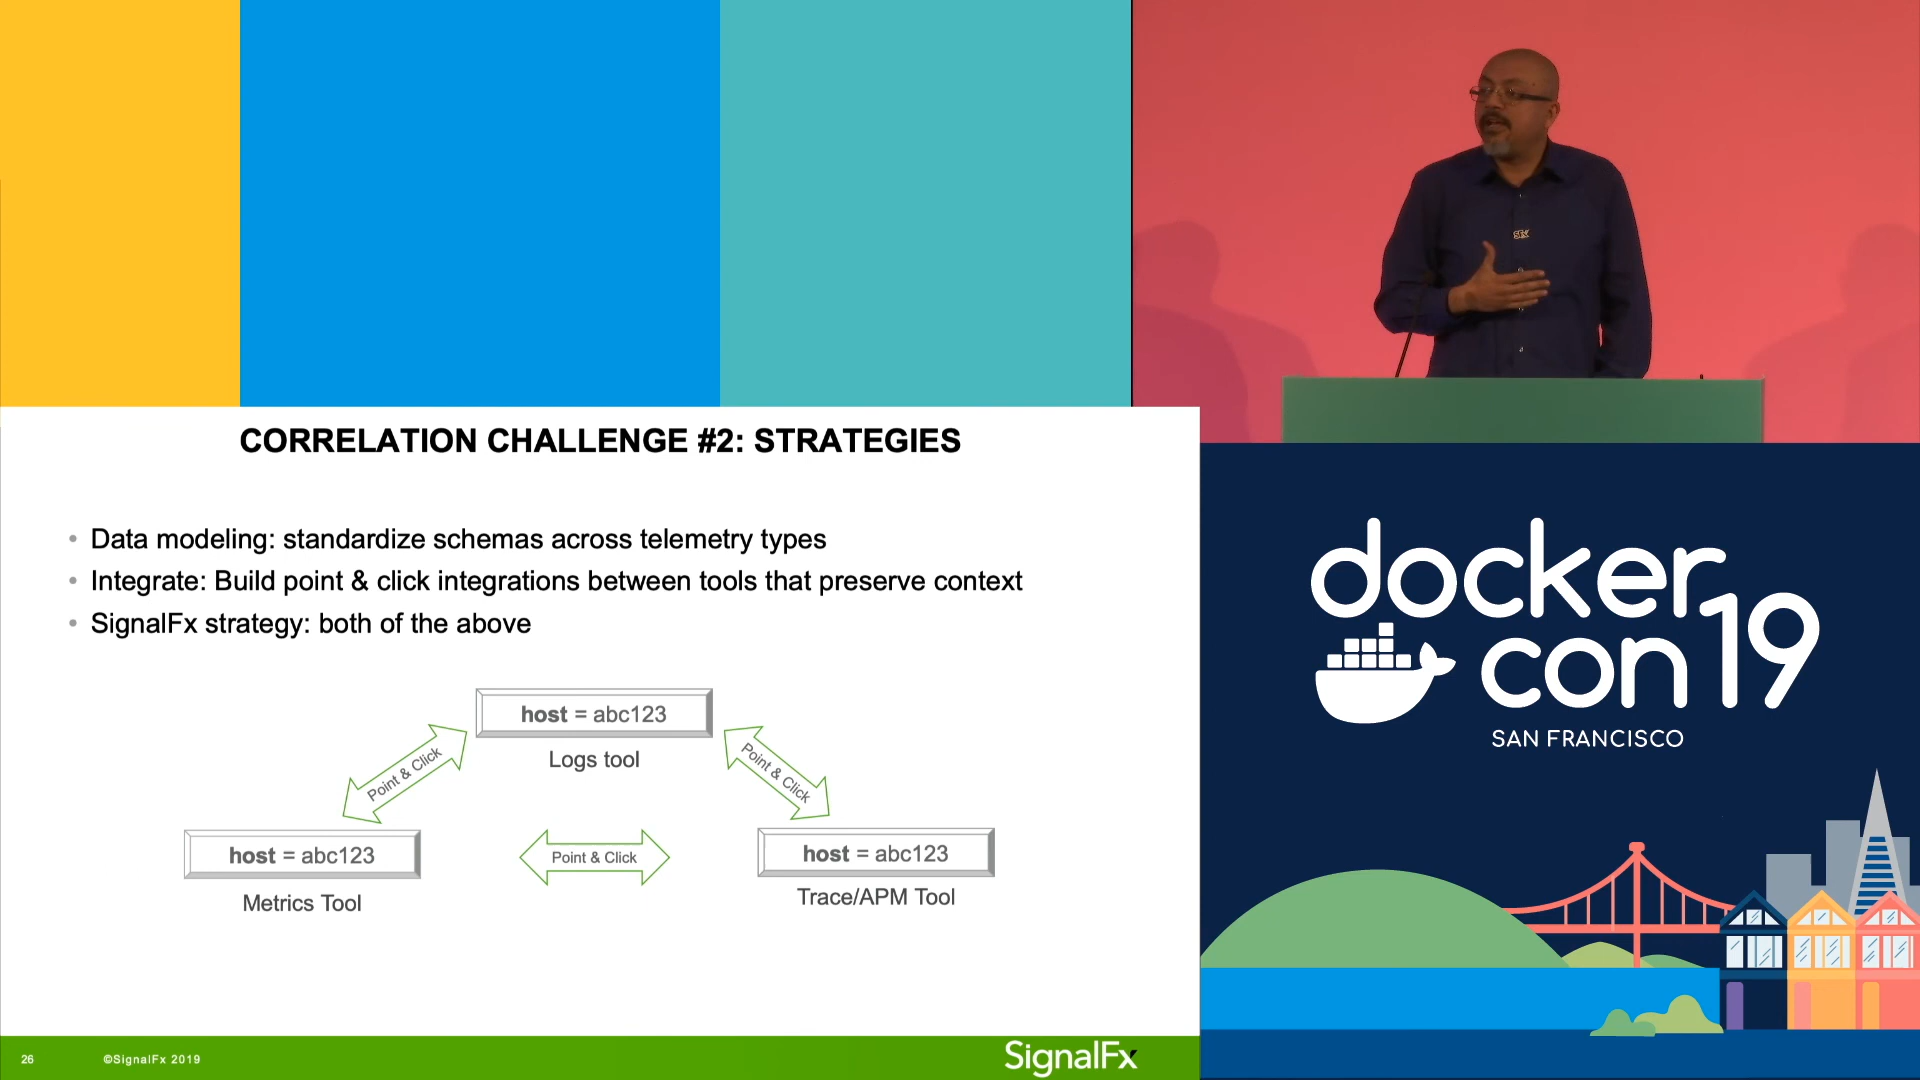 CORRELATION CHALLENGE #2: STRATEGIES
• Data modeling: standardize schemas across telemetry types
• Integrate: Build point & click integrations between tools that preserve context
• SignalFx strategy: both of the above
host = abc123
Logs tool
Point & Click
Point & Click
host = abc123
Metrics Tool
Point & Click
host = abc123
Trace/APM Tool
26
©SignalFx 2019
SignalFx
SFX
docker
con19
SAN FRANCISCO